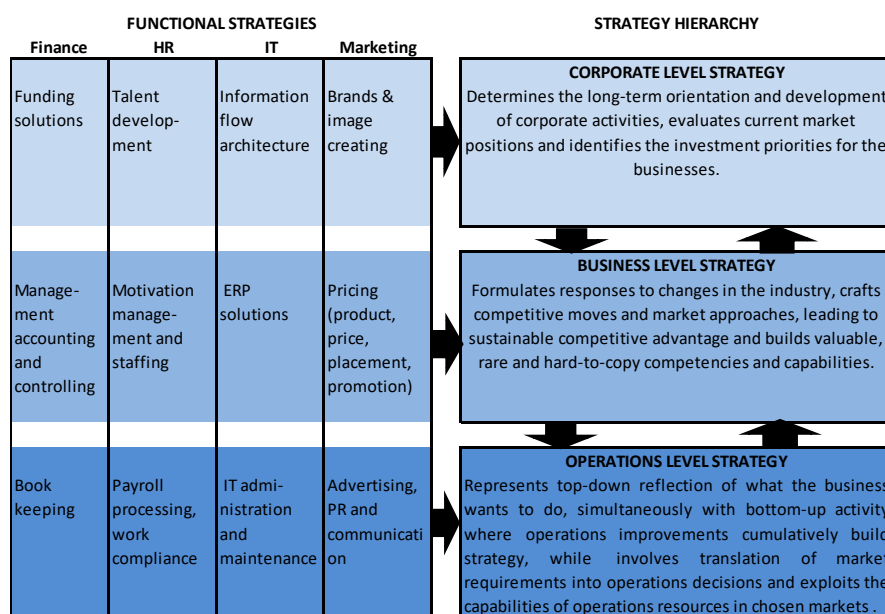 FUNCTIONAL STRATEGIES
STRATEGY HIERARCHY
Finance HR IT Marketing
Funding
solutions
Talent
develop-
ment
Information
flow
architecture
Brands &
image
creating
CORPORATE LEVEL STRATEGY
Determines the long-term orientation and development
of corporate activities, evaluates current market
positions and identifies the investment priorities for the
businesses.
Manage-
ment
accounting
and
controlling
Motivation
manage-
ment and
staffing
ERP
solutions
Pricing
(product,
price,
placement,
promotion)
BUSINESS LEVEL STRATEGY
Formulates responses to changes in the industry, crafts
competitive moves and market approaches, leading to
sustainable competitive advantage and builds valuable,
rare and hard-to-copy competencies and capabilities.
Book
keeping
Payroll
processing,
work
compliance
IT admi-
nistration
and
maintenance
Advertising,
PR and
communicati
on
OPERATIONS LEVEL STRATEGY
Represents top-down reflection of what the business
wants to do, simultaneously with bottom-up activity
where operations improvements cumulatively build
strategy, while involves translation of market
requirements into operations decisions and exploits the
capabilities of operations resources in chosen markets .